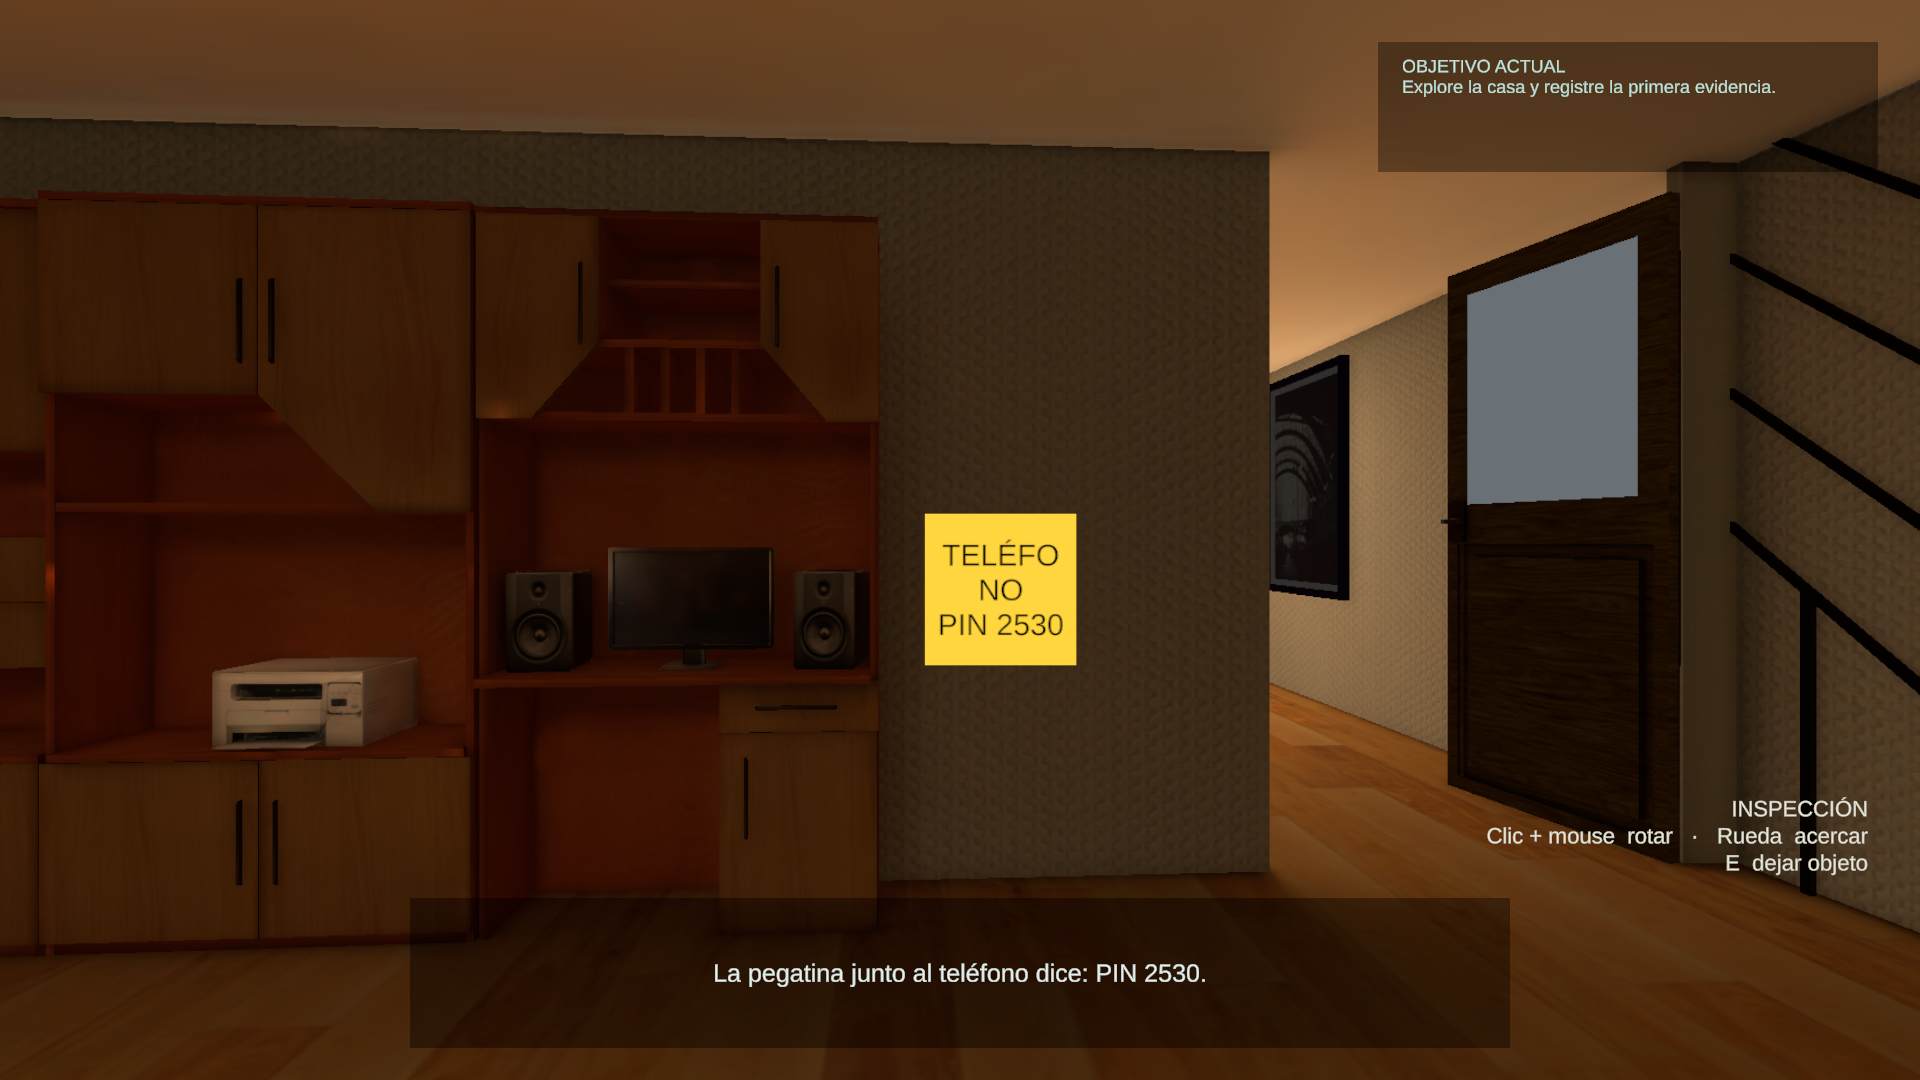 OBJETIVO ACTUAL
Explore la casa y registre la primera evidencia.
TELÉFO
NO
PIN 2530
INSPECCIÓN
Clic + mouse rotar · Rueda acercar
E dejar objeto
La pegatina junto al teléfono dice: PIN 2530.